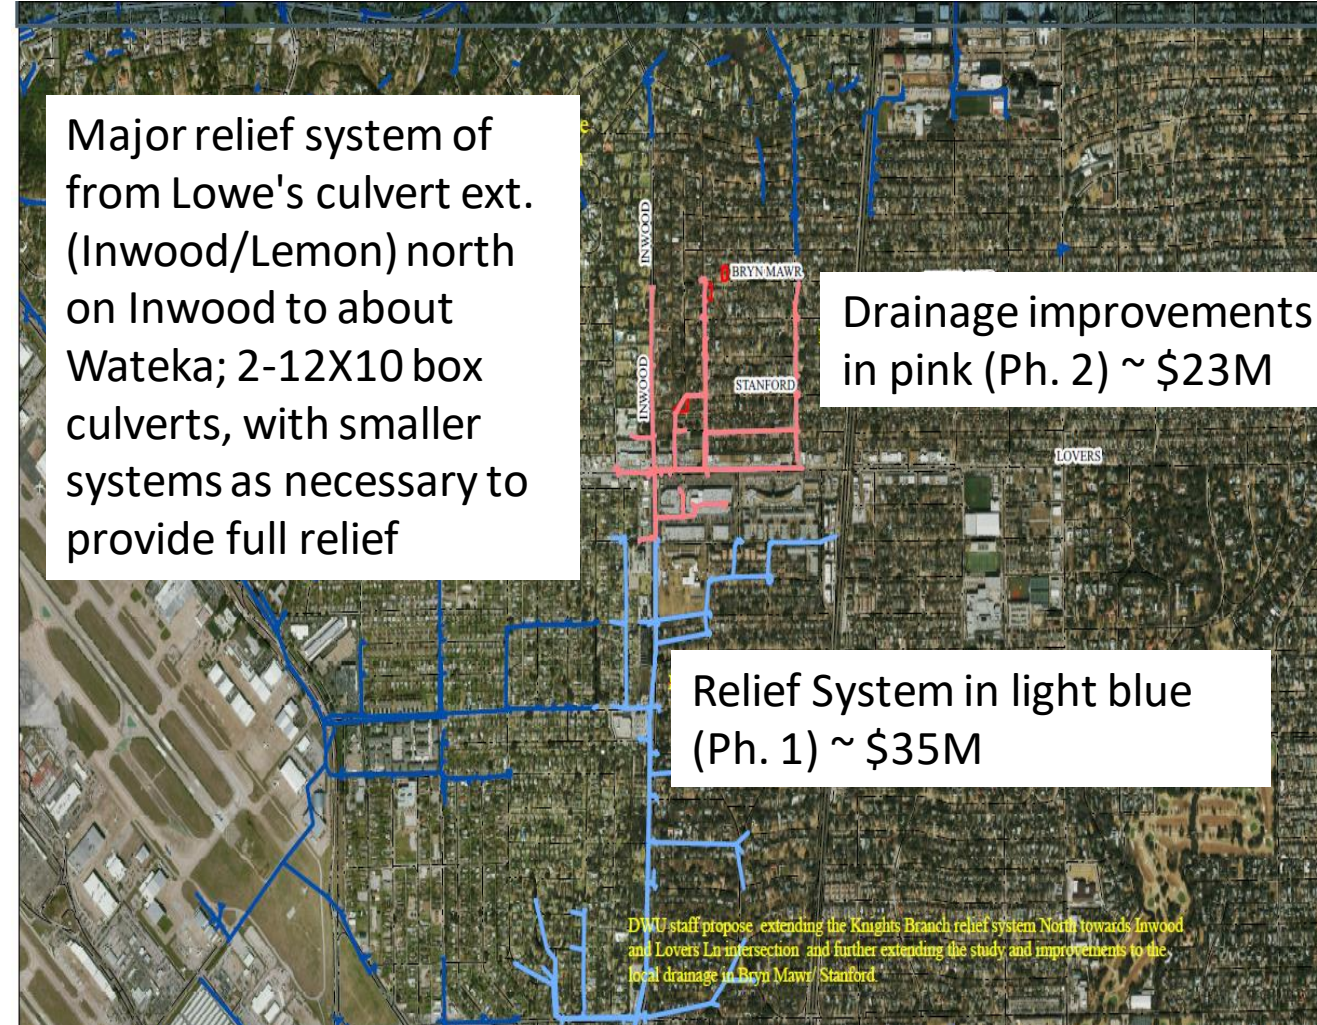 Major relief system of
from Lowe's culvert ext.
(Inwood/Lemon) north
on Inwood to about
Wateka; 2-12X10 box
culverts, with smaller
systems as necessary to
provide full relief
INWOOD
BRYN MAWR
Drainage improvements
in pink (Ph. 2) ~ $23M
INWOOD
STANFORD
LOVERS
Relief System in light blue
(Ph. 1) ~ $35M
DWU staff propose extending the Knights Branch relief system North towards Inwood
and Lovers Ln intersection and further extending the study and improvements to the
local drainage in Bryn Mawr/ Stanford.